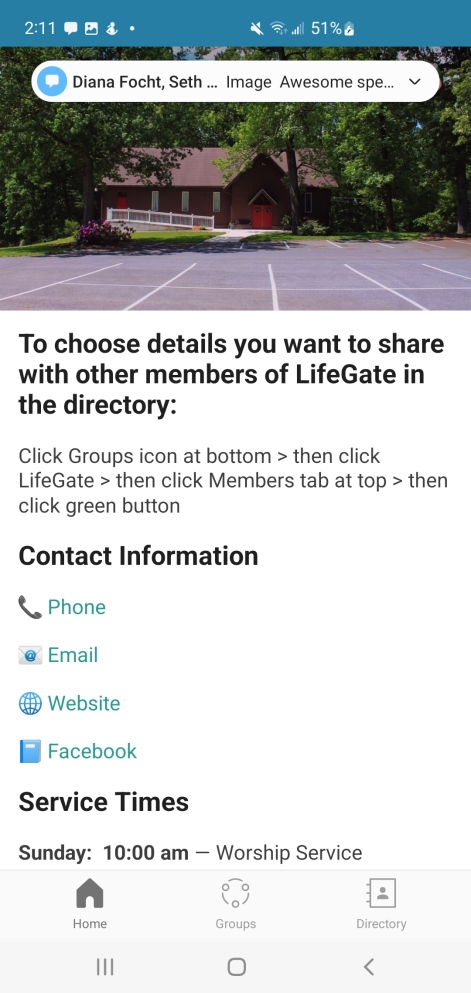 2:11
51%
Diana Focht, Seth ... Image Awesome spe...
To choose details you want to share
with other members of LifeGate in
the directory:
Click Groups icon at bottom > then click
LifeGate > then click Members tab at top > then
click green button
Contact Information
Phone
Email
Website
Facebook
Service Times
Sunday: 10:00 am — Worship Service
Home
Groups
Directory